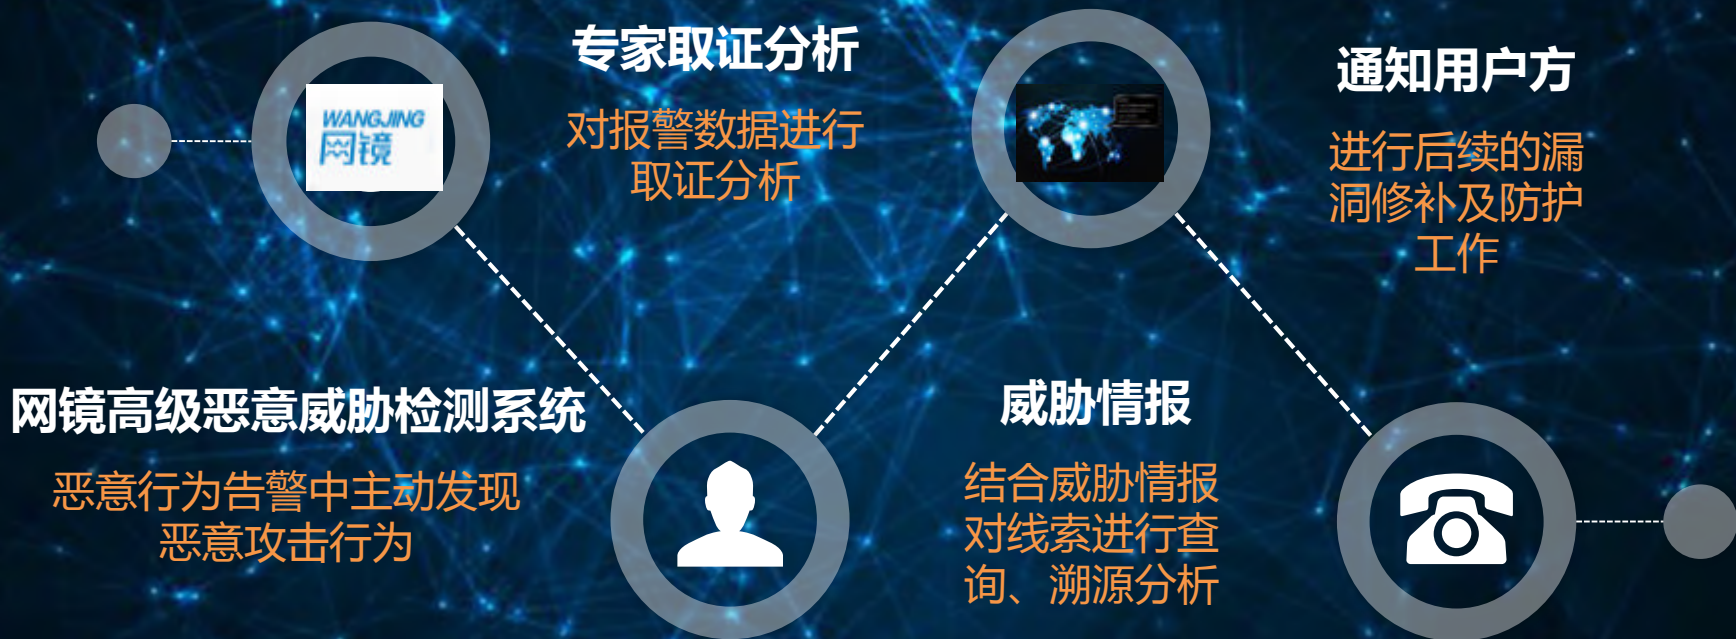 WANGJING
网镜
网镜高级恶意威胁检测系统
恶意行为告警中主动发现
恶意攻击行为
专家取证分析
对报警数据进行
取证分析
威胁情报
结合威胁情报
对线索进行查
询、溯源分析
通知用户方
进行后续的漏
洞修补及防护
工作